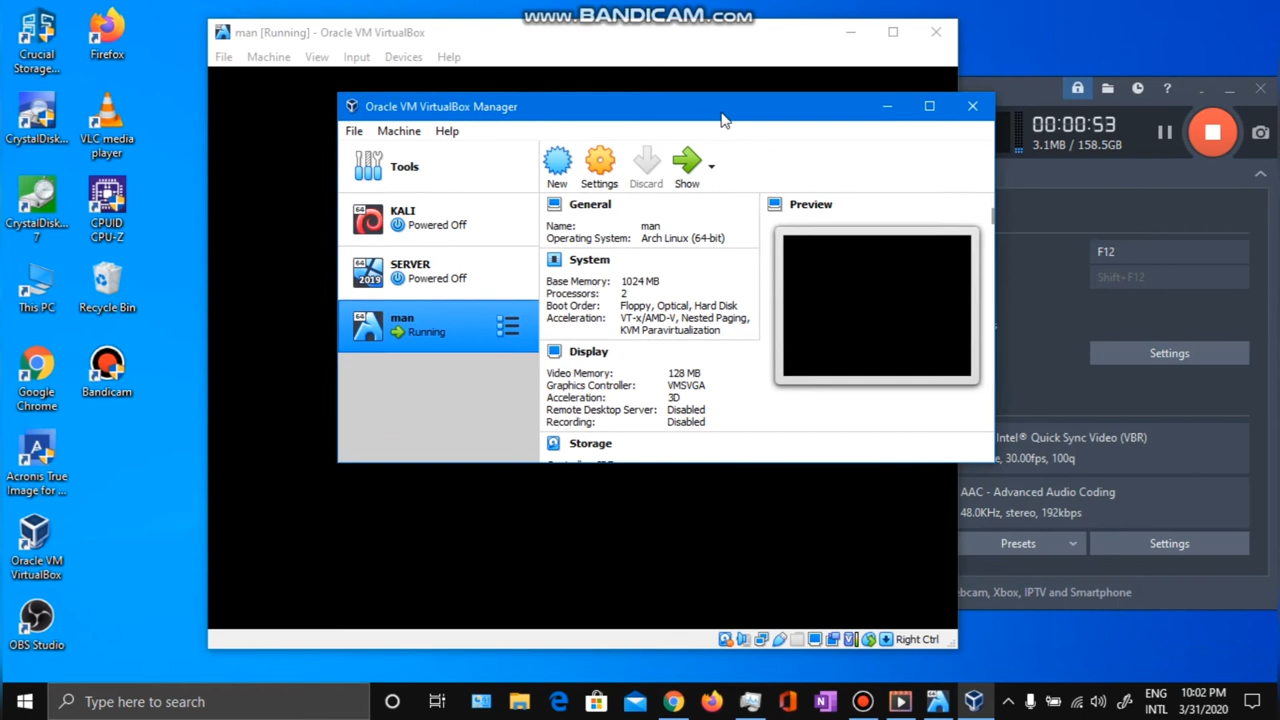 www.BANDICAM.com
Crucial
Storage...
Firefox
CrystalDisk...
VLC media
player
CrystalDisk...
7
CPUID
CPU-Z
This PC
Recycle Bin
Google
Chrome
Bandicam
Acronis True
Image for ...
Oracle VM
VirtualBox
OBS Studio
man [Running] - Oracle VM VirtualBox
File Machine View Input Devices Help
Oracle VM VirtualBox Manager
File Machine Help
Tools
New Settings Discard Show
64
KALI
Powered Off
64
2019
SERVER
Powered Off
64
man
Running
General
Name: man
Operating System: Arch Linux (64-bit)
System
Base Memory: 1024 MB
Processors: 2
Boot Order: Floppy, Optical, Hard Disk
Acceleration: VT-x/AMD-V, Nested Paging,
KVM Paravirtualization
Display
Video Memory: 128 MB
Graphics Controller: VMSVGA
Acceleration: 3D
Remote Desktop Server: Disabled
Recording: Disabled
Storage
Preview
00:00:53
3.1MB / 158.5GB
F12
Shift+F12
Settings
Intel® Quick Sync Video (VBR)
30.00fps, 100q
AAC - Advanced Audio Coding
48.0KHz, stereo, 192kbps
Presets Settings
ebcam, Xbox, IPTV and Smartphone
Right Ctrl
Type here to search
ENG
INTL
10:02 PM
3/31/2020